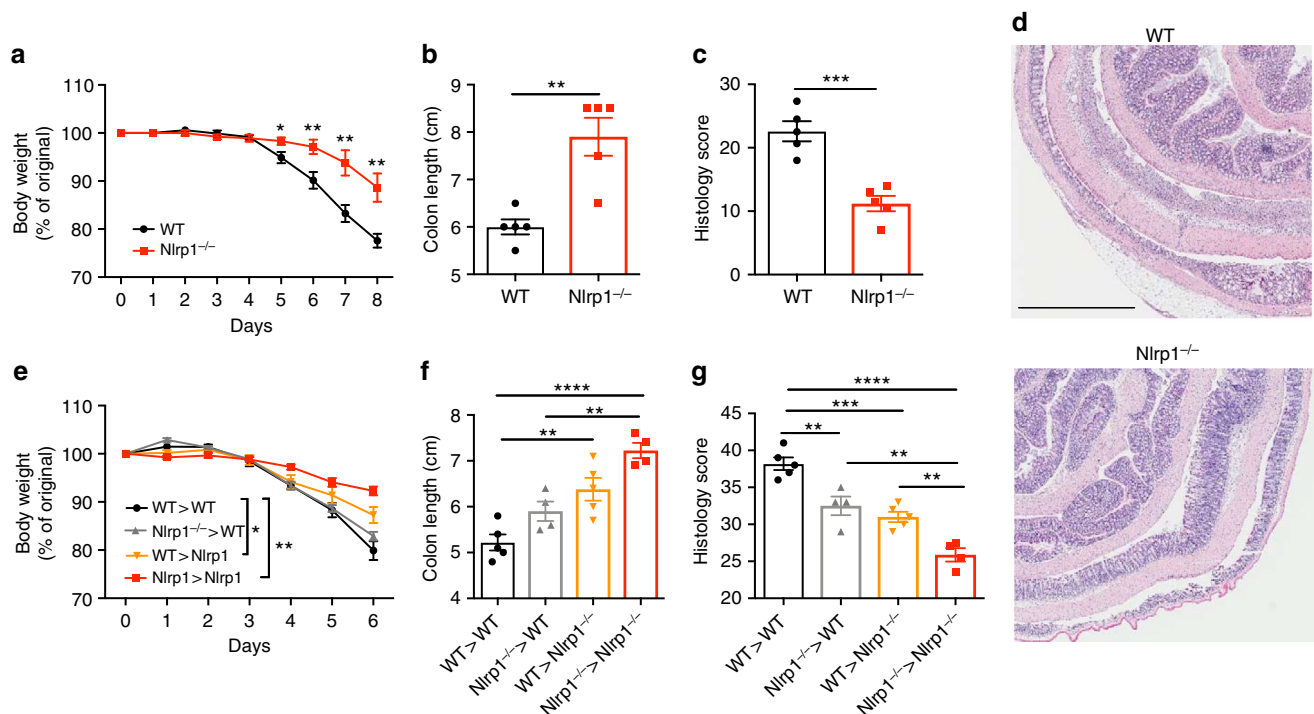 a
110
100
90
80
70
Body weight
(% of original)
*
**
**
**
WT
Nlrp1–/–
0 1 2 3 4 5 6 7 8
Days
b
9
8
7
6
5
Colon length (cm)
**
WT Nlrp1–/–
c
30
20
10
0
Histology score
***
WT Nlrp1–/–
d
WT
Nlrp1–/–
e
110
100
90
80
70
Body weight
(% of original)
WT>WT
Nlrp1–/–>WT
WT>Nlrp1
Nlrp1>Nlrp1
*
**
0 1 2 3 4 5 6
Days
f
8
7
6
5
4
Colon length (cm)
****
**
**
WT>WT
Nlrp1–/–>WT
WT>Nlrp1–/–
Nlrp1–/–>Nlrp1–/–
g
45
40
35
30
25
20
Histology score
****
***
**
**
**
WT>WT
Nlrp1–/–>WT
WT>Nlrp1–/–
Nlrp1–/–>Nlrp1–/–